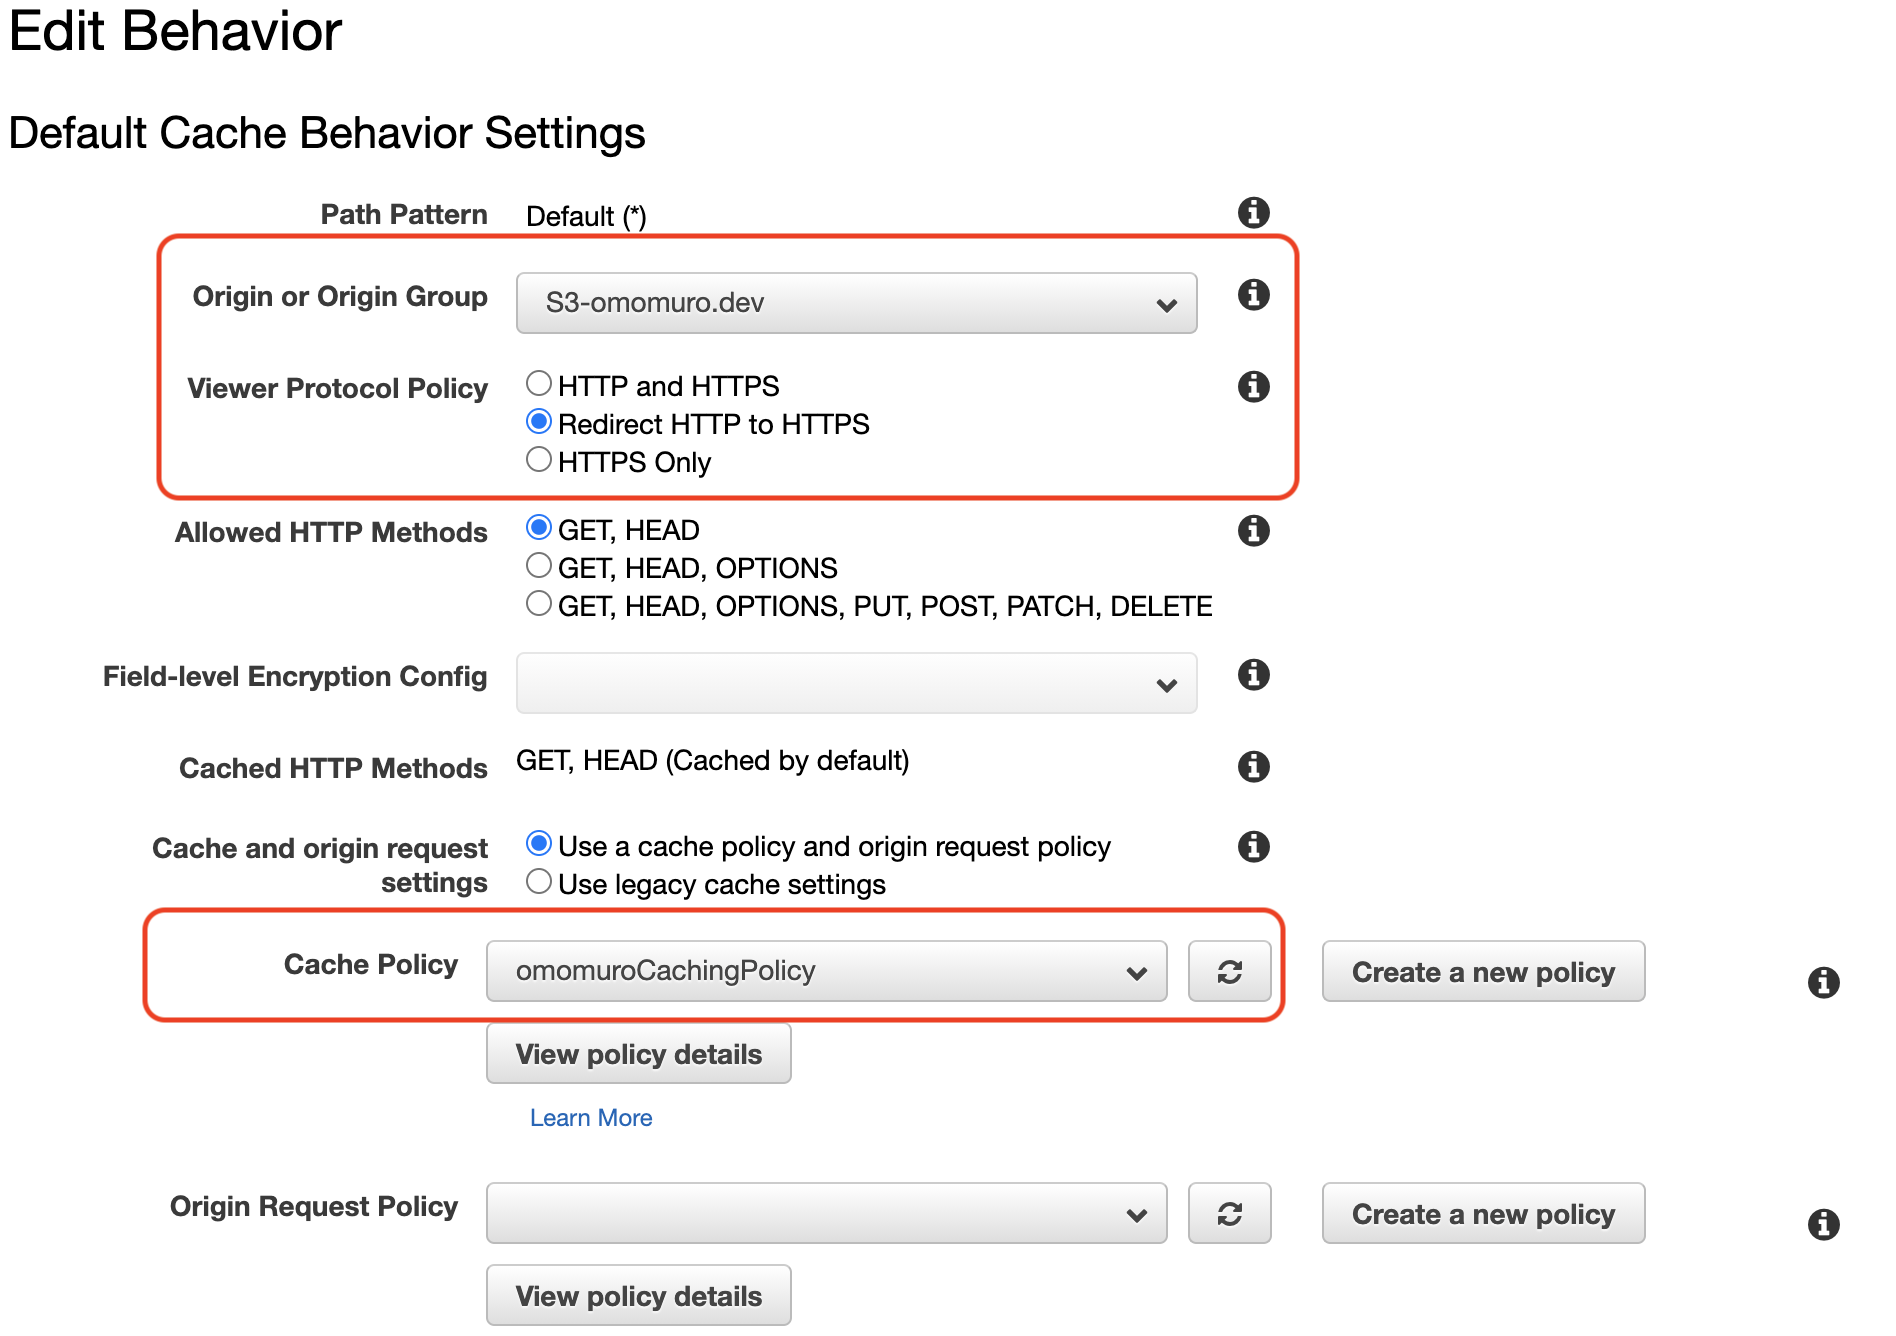 Edit Behavior
Default Cache Behavior Settings
Path Pattern Default (*)
Origin or Origin Group S3-omomuro.dev
Viewer Protocol Policy HTTP and HTTPS
Redirect HTTP to HTTPS
HTTPS Only
Allowed HTTP Methods GET, HEAD
GET, HEAD, OPTIONS
GET, HEAD, OPTIONS, PUT, POST, PATCH, DELETE
Field-level Encryption Config
Cached HTTP Methods GET, HEAD (Cached by default)
Cache and origin request Use a cache policy and origin request policy
settings Use legacy cache settings
Cache Policy omomuroCachingPolicy Create a new policy
View policy details
Learn More
Origin Request Policy Create a new policy
View policy details